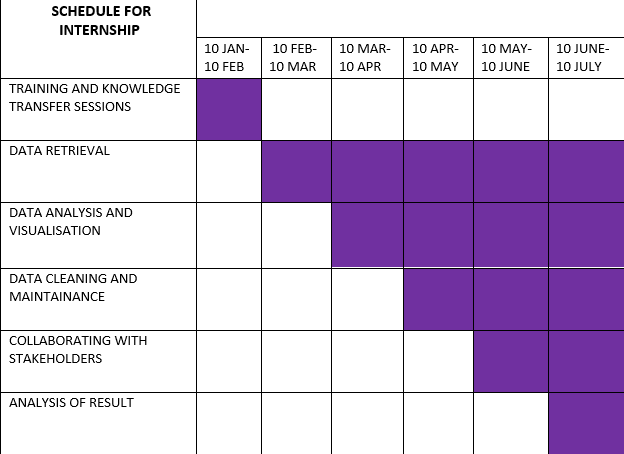 SCHEDULE FOR
INTERNSHIP
10 JAN-
10 FEB
10 FEB-
10 MAR
10 MAR-
10 APR
10 APR-
10 MAY
10 MAY-
10 JUNE
10 JUNE-
10 JULY
TRAINING AND KNOWLEDGE
TRANSFER SESSIONS
DATA RETRIEVAL
DATA ANALYSIS AND
VISUALISATION
DATA CLEANING AND
MAINTAINANCE
COLLABORATING WITH
STAKEHOLDERS
ANALYSIS OF RESULT